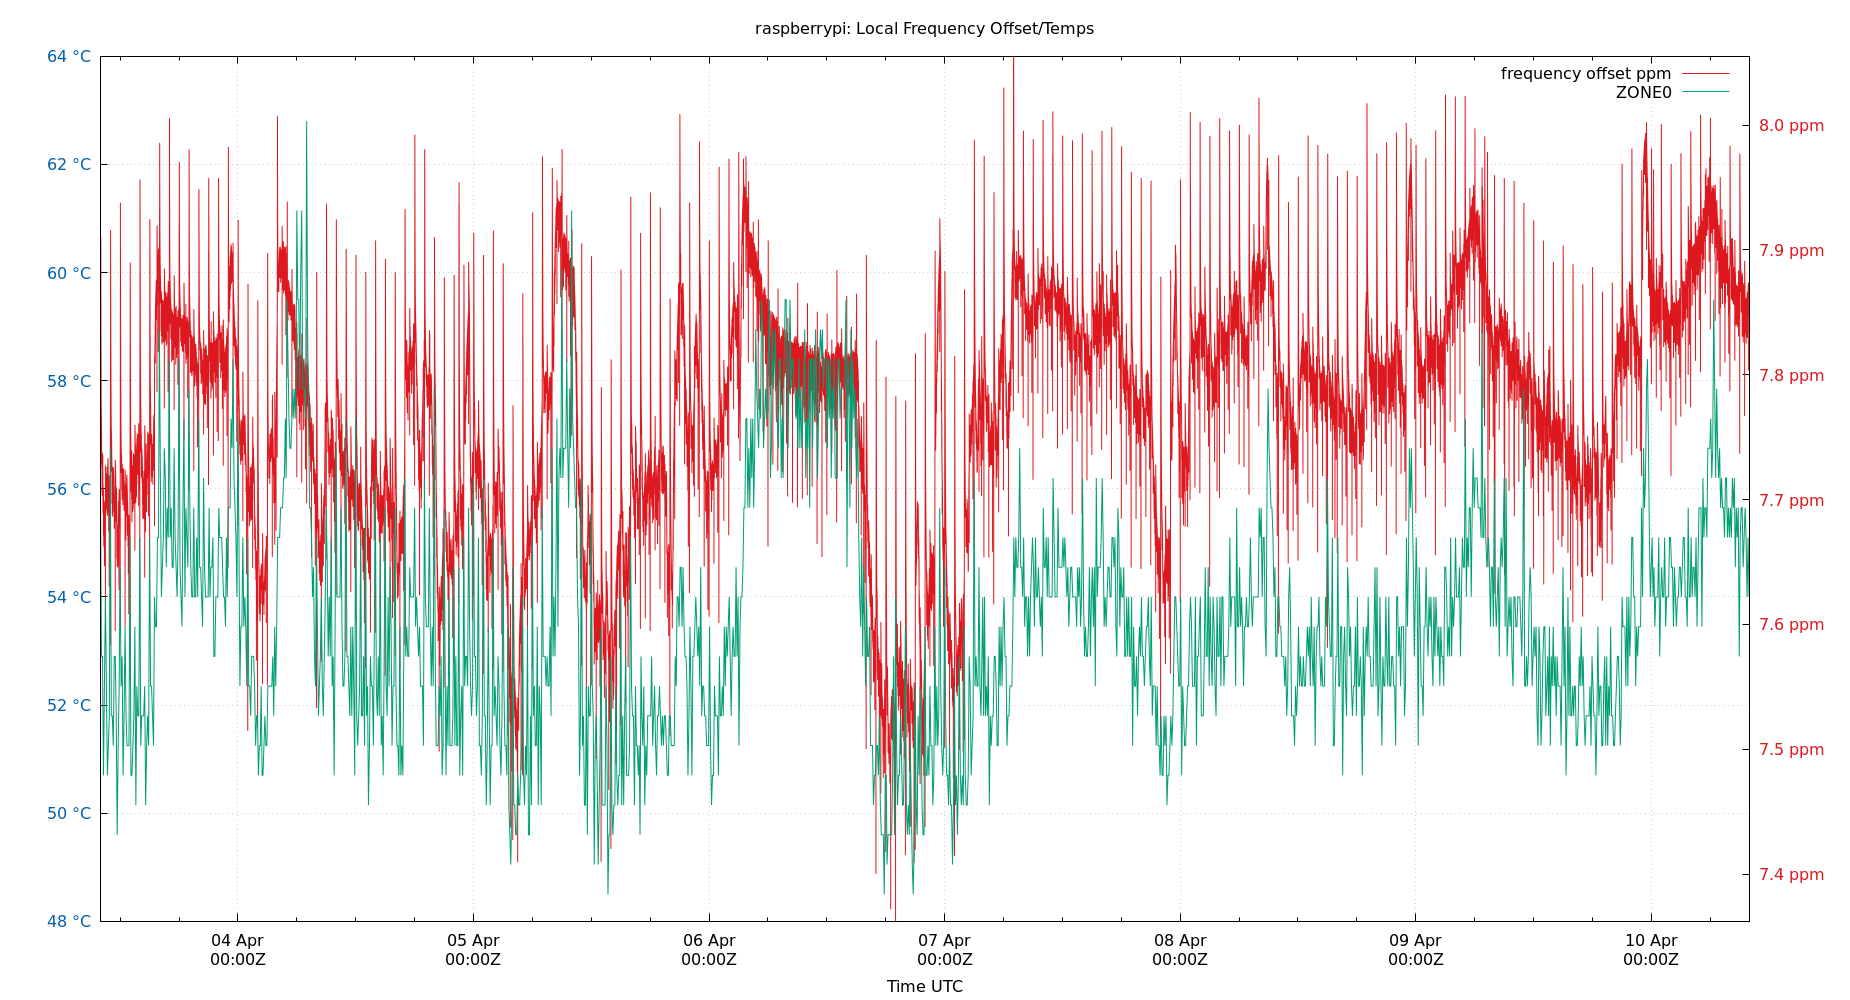 raspberrypi: Local Frequency Offset/Temps
64 °C
62 °C
60 °C
58 °C
56 °C
54 °C
52 °C
50 °C
48 °C
frequency offset ppm
ZONE0
8.0 ppm
7.9 ppm
7.8 ppm
7.7 ppm
7.6 ppm
7.5 ppm
7.4 ppm
04 Apr 05 Apr 06 Apr 07 Apr 08 Apr 09 Apr 10 Apr
00:00Z 00:00Z 00:00Z 00:00Z 00:00Z 00:00Z 00:00Z
Time UTC